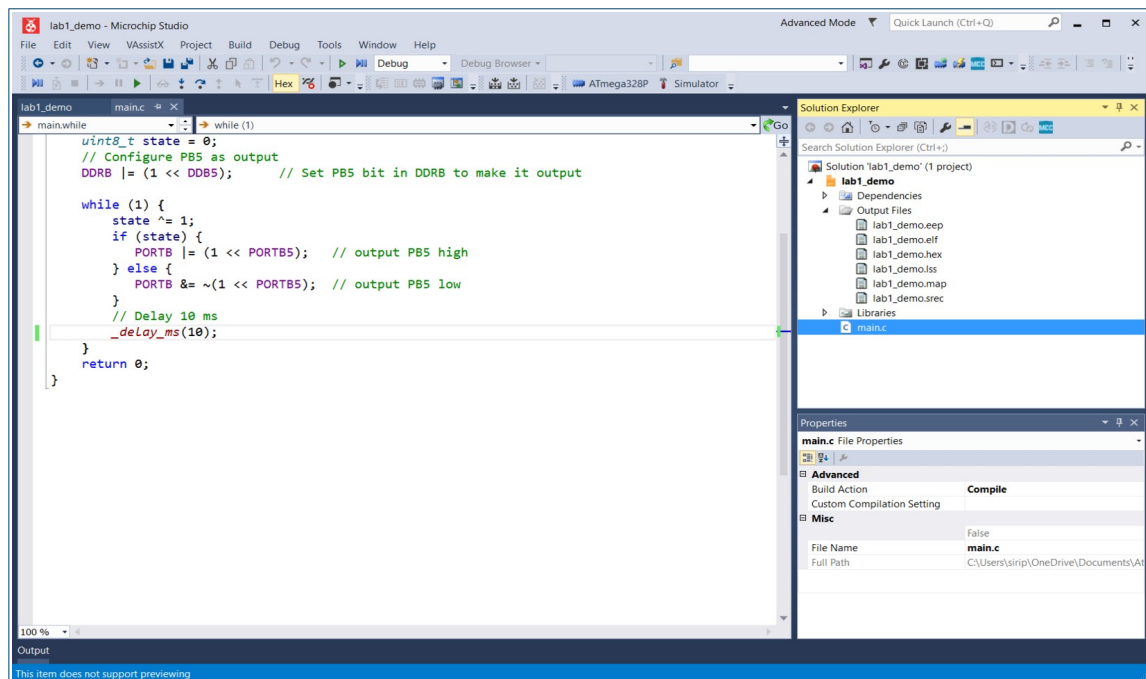 lab1_demo - Microchip Studio
Advanced Mode Quick Launch (Ctrl+Q)
File Edit View VAssistX Project Build Debug Tools Window Help
Debug Debug Browser
Hex ATmega328P Simulator
lab1_demo main.c
main.while while (1) Go
uint8_t state = 0;
// Configure PB5 as output
DDRB |= (1 << DDB5); // Set PB5 bit in DDRB to make it output
while (1) {
state ^= 1;
if (state) {
PORTB |= (1 << PORTB5); // output PB5 high
} else {
PORTB &= ~(1 << PORTB5); // output PB5 low
}
// Delay 10 ms
_delay_ms(10);
}
return 0;
}
100 %
Solution Explorer
Search Solution Explorer (Ctrl+;)
Solution 'lab1_demo' (1 project)
lab1_demo
Dependencies
Output Files
lab1_demo.eep
lab1_demo.elf
lab1_demo.hex
lab1_demo.lss
lab1_demo.map
lab1_demo.srec
Libraries
main.c
Properties
main.c File Properties
Advanced
Build Action Compile
Custom Compilation Setting
Misc
False
File Name main.c
Full Path C:\Users\sirip\OneDrive\Documents\At
Output
This item does not support previewing